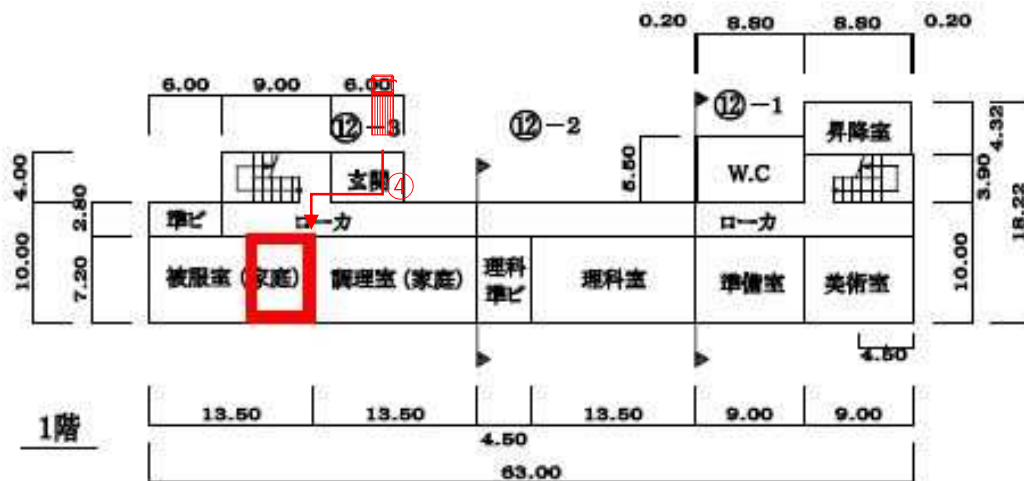 0.20 8.80 8.80 0.20
6.00 9.00 6.00
⑫-3 ⑫-2 ⑫-1
昇降室
4.32
4.00
5.50
W.C
3.90
18.22
玄関 ④
2.80
準ビ ローカ ローカ
10.00
7.20
被服室(家庭) 調理室(家庭) 理科準ビ 理科室 準備室 美術室
10.00
4.50
1階
13.50 13.50 13.50 9.00 9.00
4.50
63.00